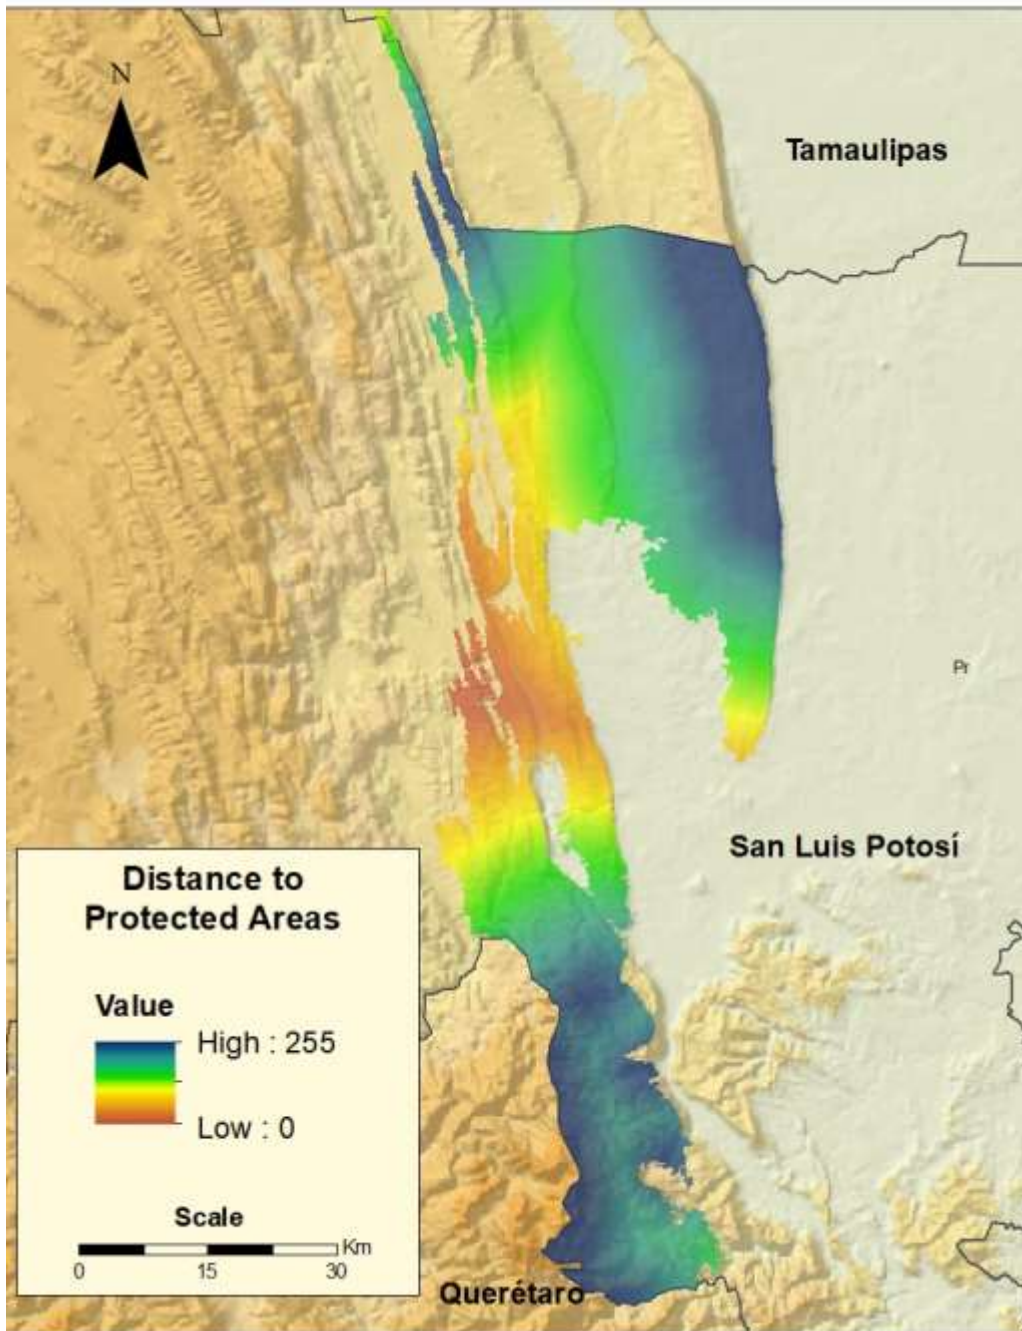 N
Tamaulipas
Pr
San Luis Potosí
Distance to
Protected Areas
Value
High : 255
Low : 0
Scale
Km
0 15 30
Querétaro